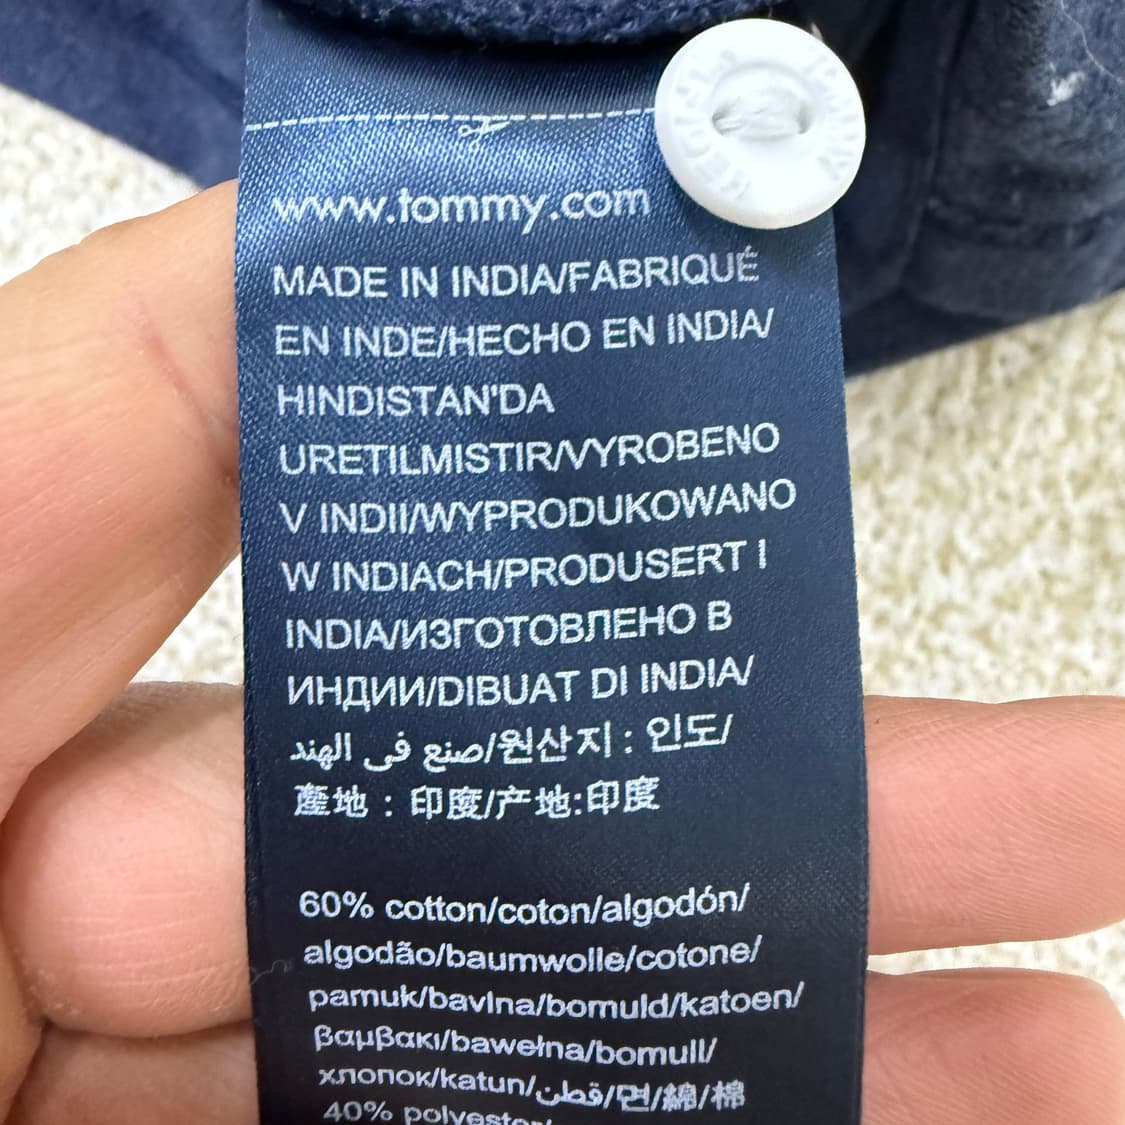 www.tommy.com
MADE IN INDIA/FABRIQUÉ
EN INDE/HECHO EN INDIA/
HINDISTAN'DA
URETILMISTIR/VYROBENO
V INDII/WYPRODUKOWANO
W INDIACH/PRODUSERT I
INDIA/ИЗГОТОВЛЕНО В
ИНДИИ/DIBUAT DI INDIA/
صنع فى الهند/원산지 : 인도/
產地 : 印度/产地:印度
60% cotton/coton/algodón/
algodão/baumwolle/cotone/
pamuk/bavlna/bomuld/katoen/
βαμβακι/bawełna/bomull/
хлопок/katun/قطن/면/綿/棉
40% polyester/